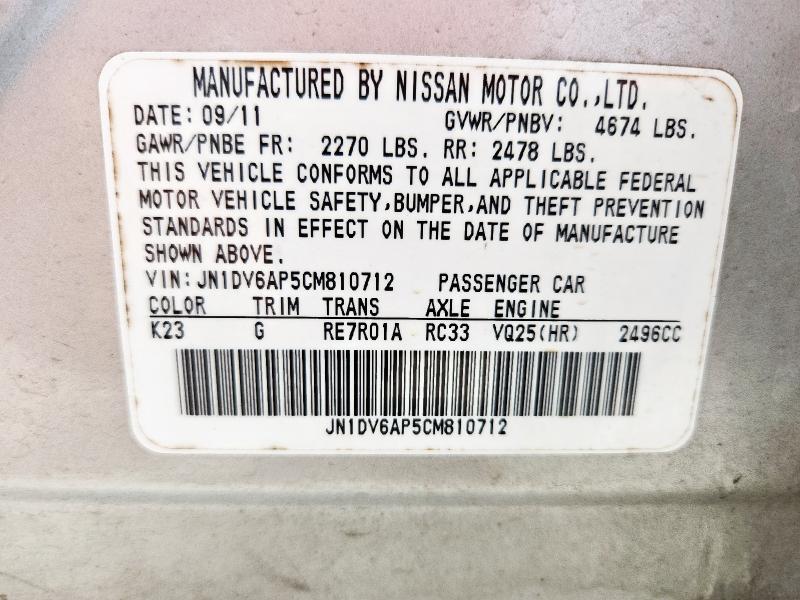 MANUFACTURED BY NISSAN MOTOR CO.,LTD.
DATE: 09/11 GVWR/PNBV: 4674 LBS.
GAWR/PNBE FR: 2270 LBS. RR: 2478 LBS.
THIS VEHICLE CONFORMS TO ALL APPLICABLE FEDERAL
MOTOR VEHICLE SAFETY,BUMPER,AND THEFT PREVENTION
STANDARDS IN EFFECT ON THE DATE OF MANUFACTURE
SHOWN ABOVE.
VIN: JN1DV6AP5CM810712 PASSENGER CAR
COLOR TRIM TRANS AXLE ENGINE
K23 G RE7R01A RC33 VQ25(HR) 2496CC
JN1DV6AP5CM810712